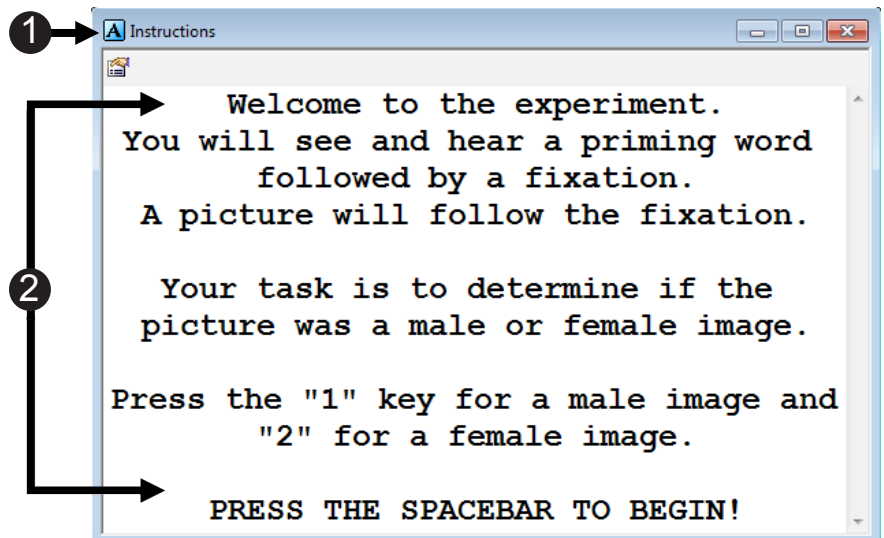 1
A Instructions
Welcome to the experiment.
You will see and hear a priming word
followed by a fixation.
A picture will follow the fixation.
2
Your task is to determine if the
picture was a male or female image.
Press the "1" key for a male image and
"2" for a female image.
PRESS THE SPACEBAR TO BEGIN!